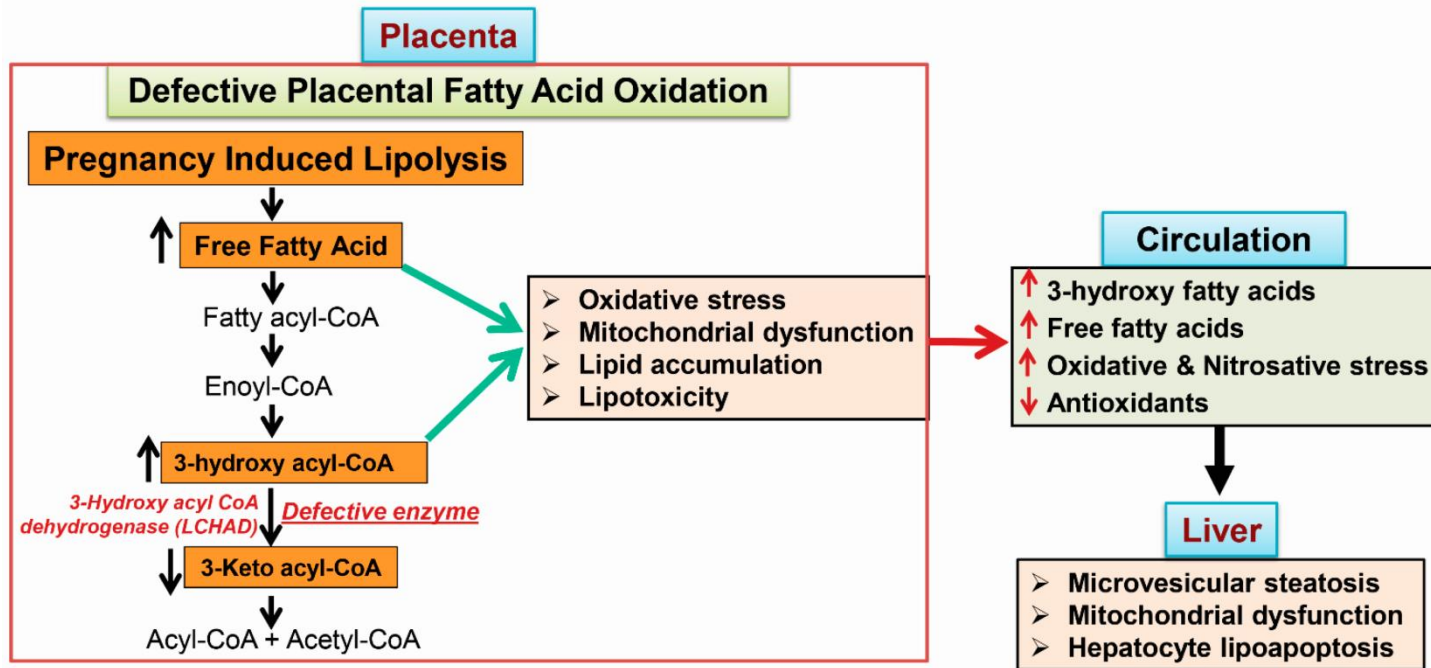 Placenta
Defective Placental Fatty Acid Oxidation
Pregnancy Induced Lipolysis
Free Fatty Acid
Fatty acyl-CoA
Enoyl-CoA
3-hydroxy acyl-CoA
3-Hydroxy acyl CoA
dehydrogenase (LCHAD)
Defective enzyme
3-Keto acyl-CoA
Acyl-CoA + Acetyl-CoA
Oxidative stress
Mitochondrial dysfunction
Lipid accumulation
Lipotoxicity
Circulation
3-hydroxy fatty acids
Free fatty acids
Oxidative & Nitrosative stress
Antioxidants
Liver
Microvesicular steatosis
Mitochondrial dysfunction
Hepatocyte lipoapoptosis